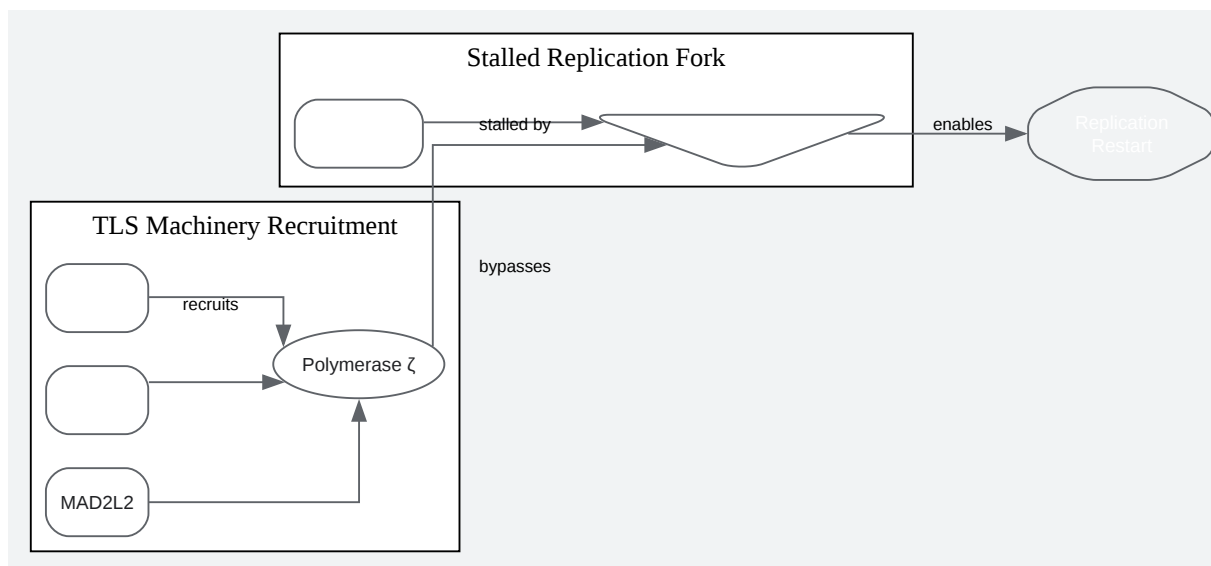 Stalled Replication Fork
stalled by
enables
Replication
Restart
TLS Machinery Recruitment
bypasses
recruits
Polymerase ζ
MAD2L2